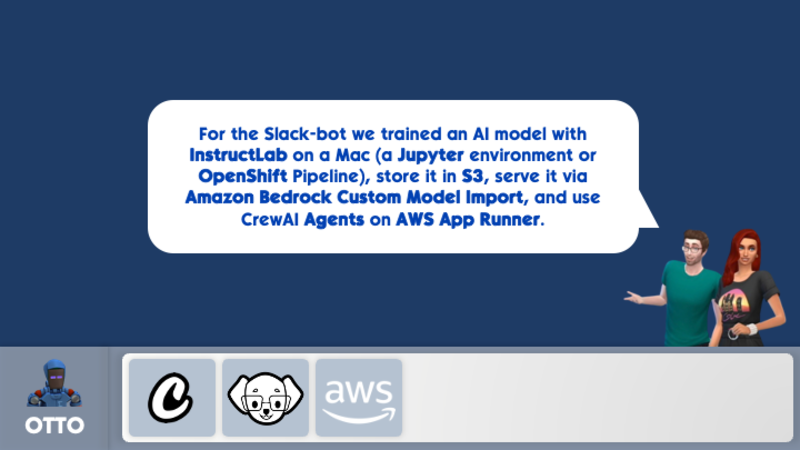 For the Slack-bot we trained an AI model with
InstructLab on a Mac (a Jupyter environment or
OpenShift Pipeline), store it in S3, serve it via
Amazon Bedrock Custom Model Import, and use
CrewAI Agents on AWS App Runner.
OTTO
C
aws